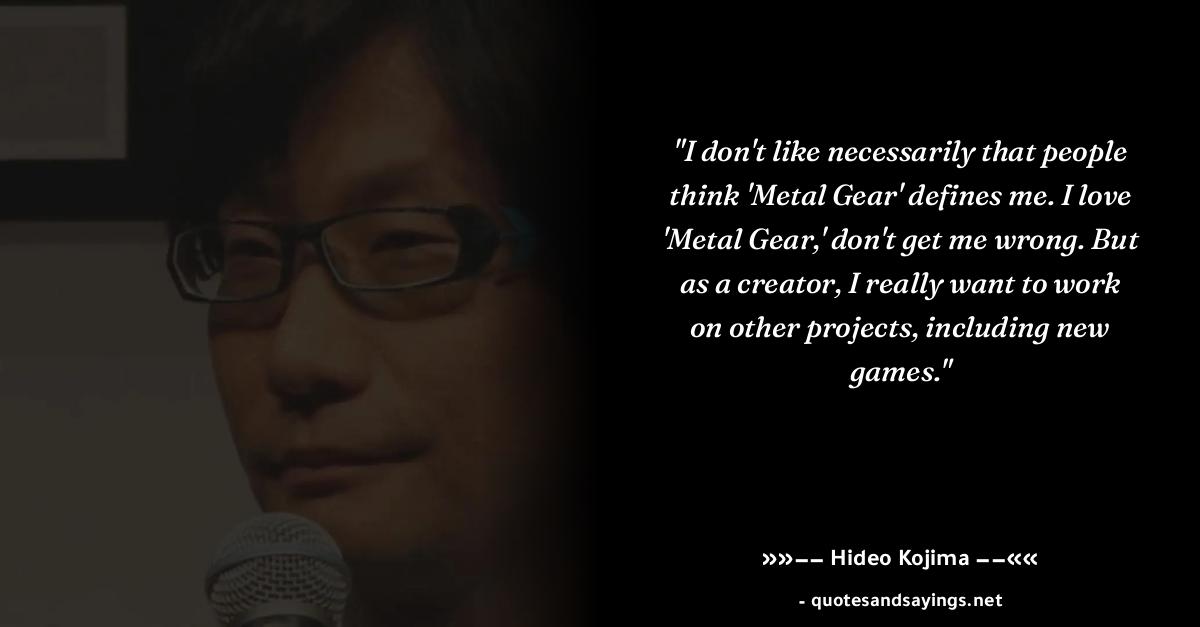 "I don't like necessarily that people
think 'Metal Gear' defines me. I love
'Metal Gear,' don't get me wrong. But
as a creator, I really want to work
on other projects, including new
games."
»»−− Hideo Kojima −−««
- quotesandsayings.net